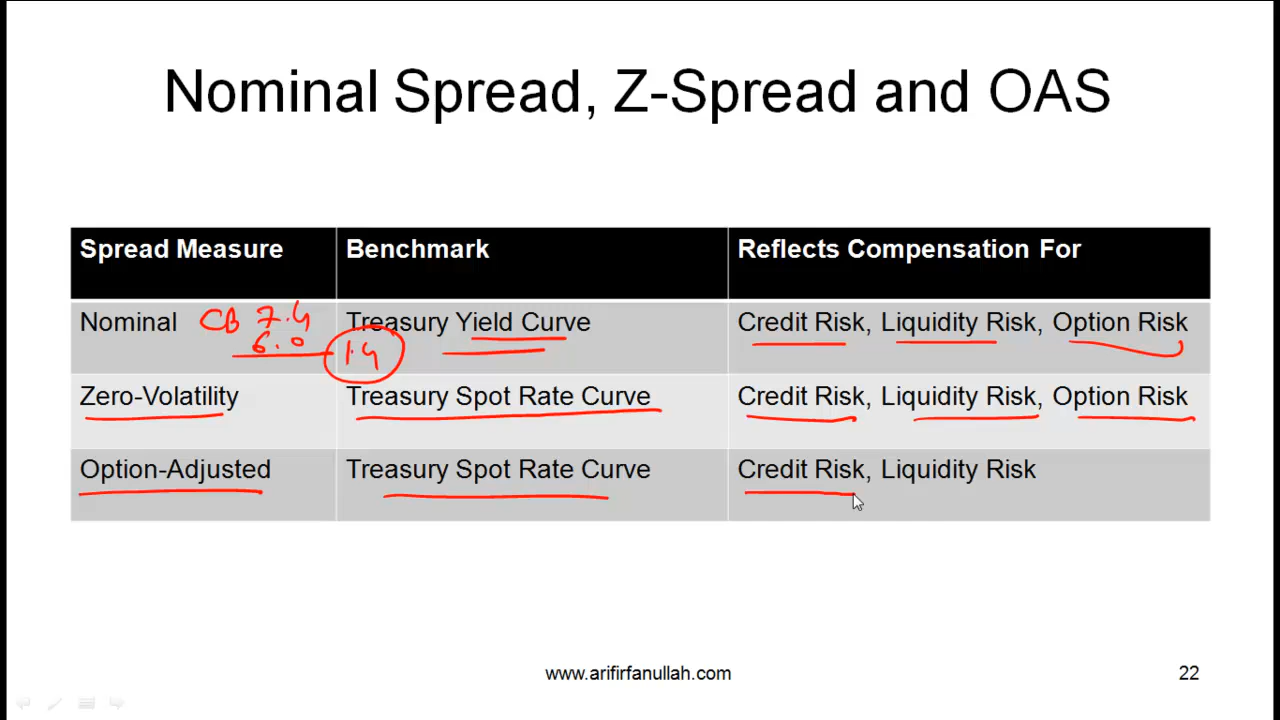 Nominal Spread, Z-Spread and OAS
Spread Measure Benchmark Reflects Compensation For
Nominal CB 7.4 Treasury Yield Curve Credit Risk, Liquidity Risk, Option Risk
6.0 1.4
Zero-Volatility Treasury Spot Rate Curve Credit Risk, Liquidity Risk, Option Risk
Option-Adjusted Treasury Spot Rate Curve Credit Risk, Liquidity Risk
www.arifirfanullah.com 22